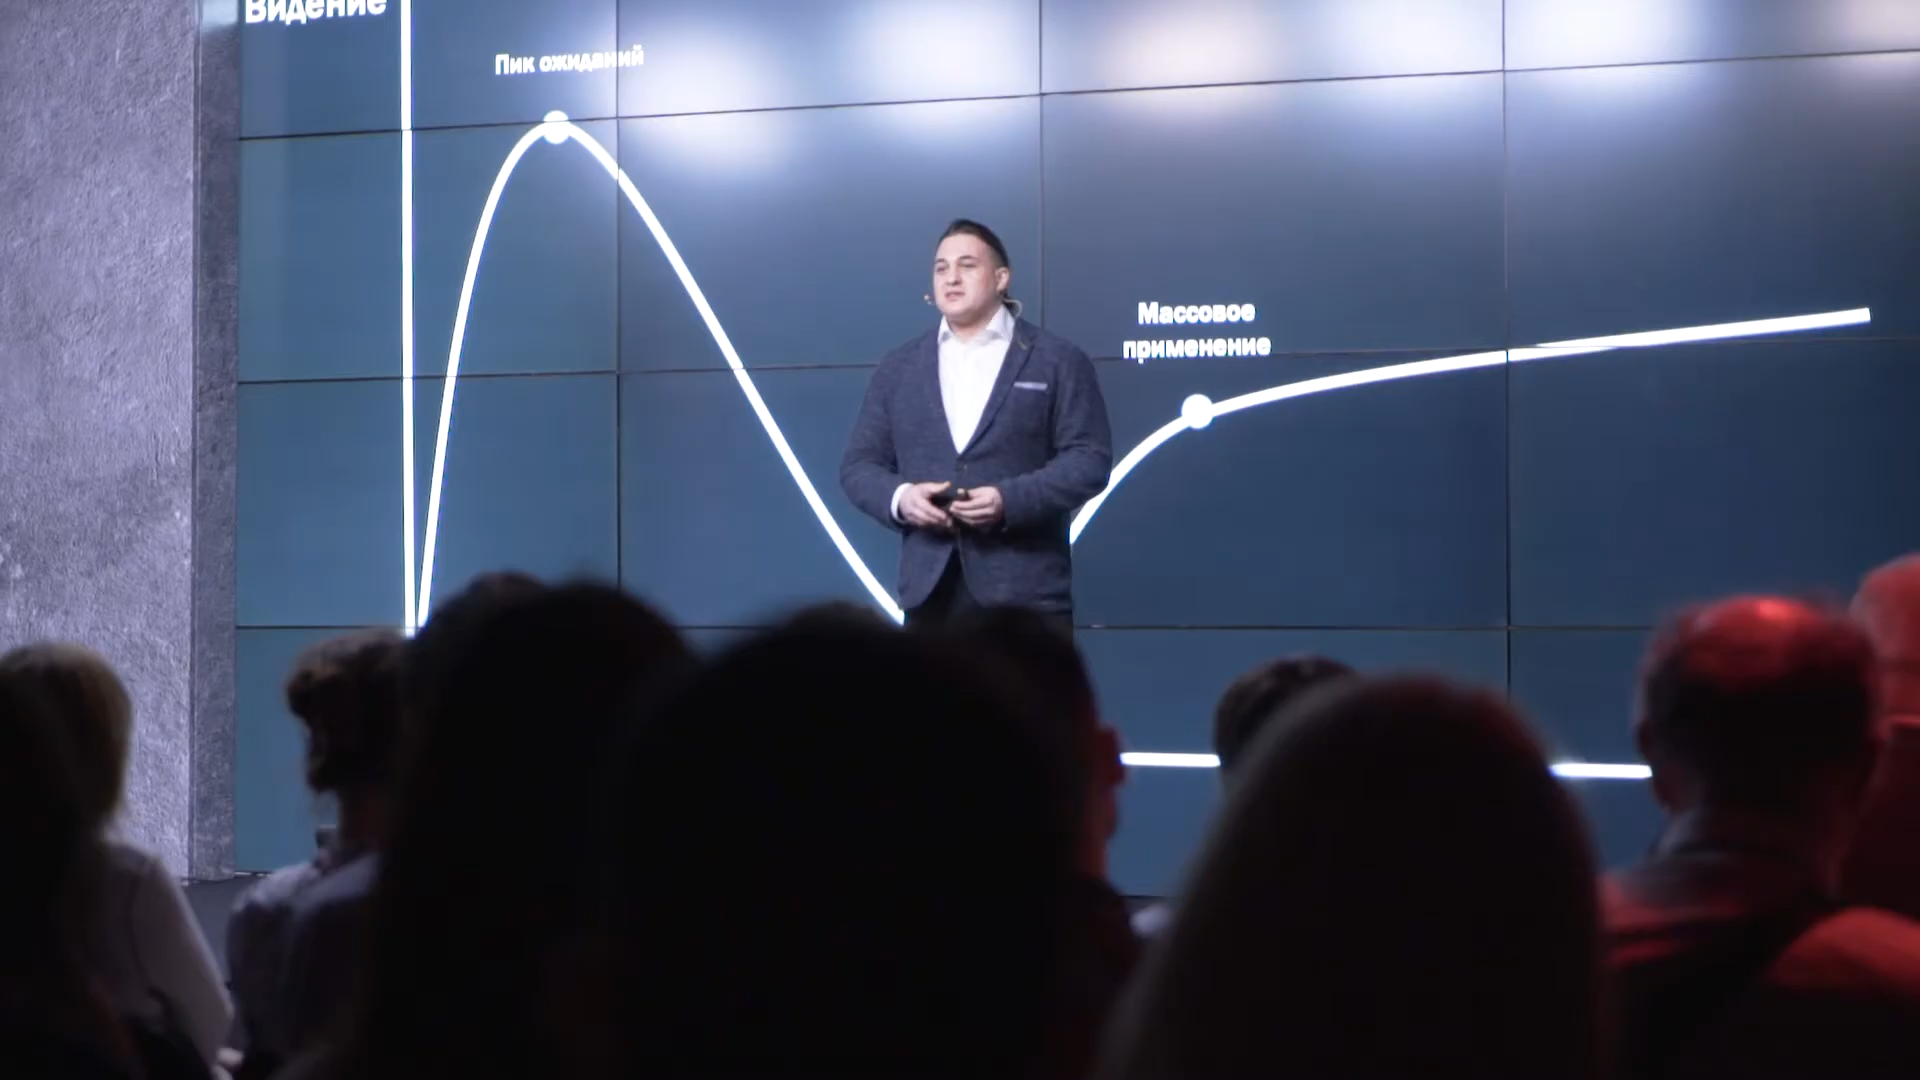 Видение
Пик ожиданий
Массовое
применение